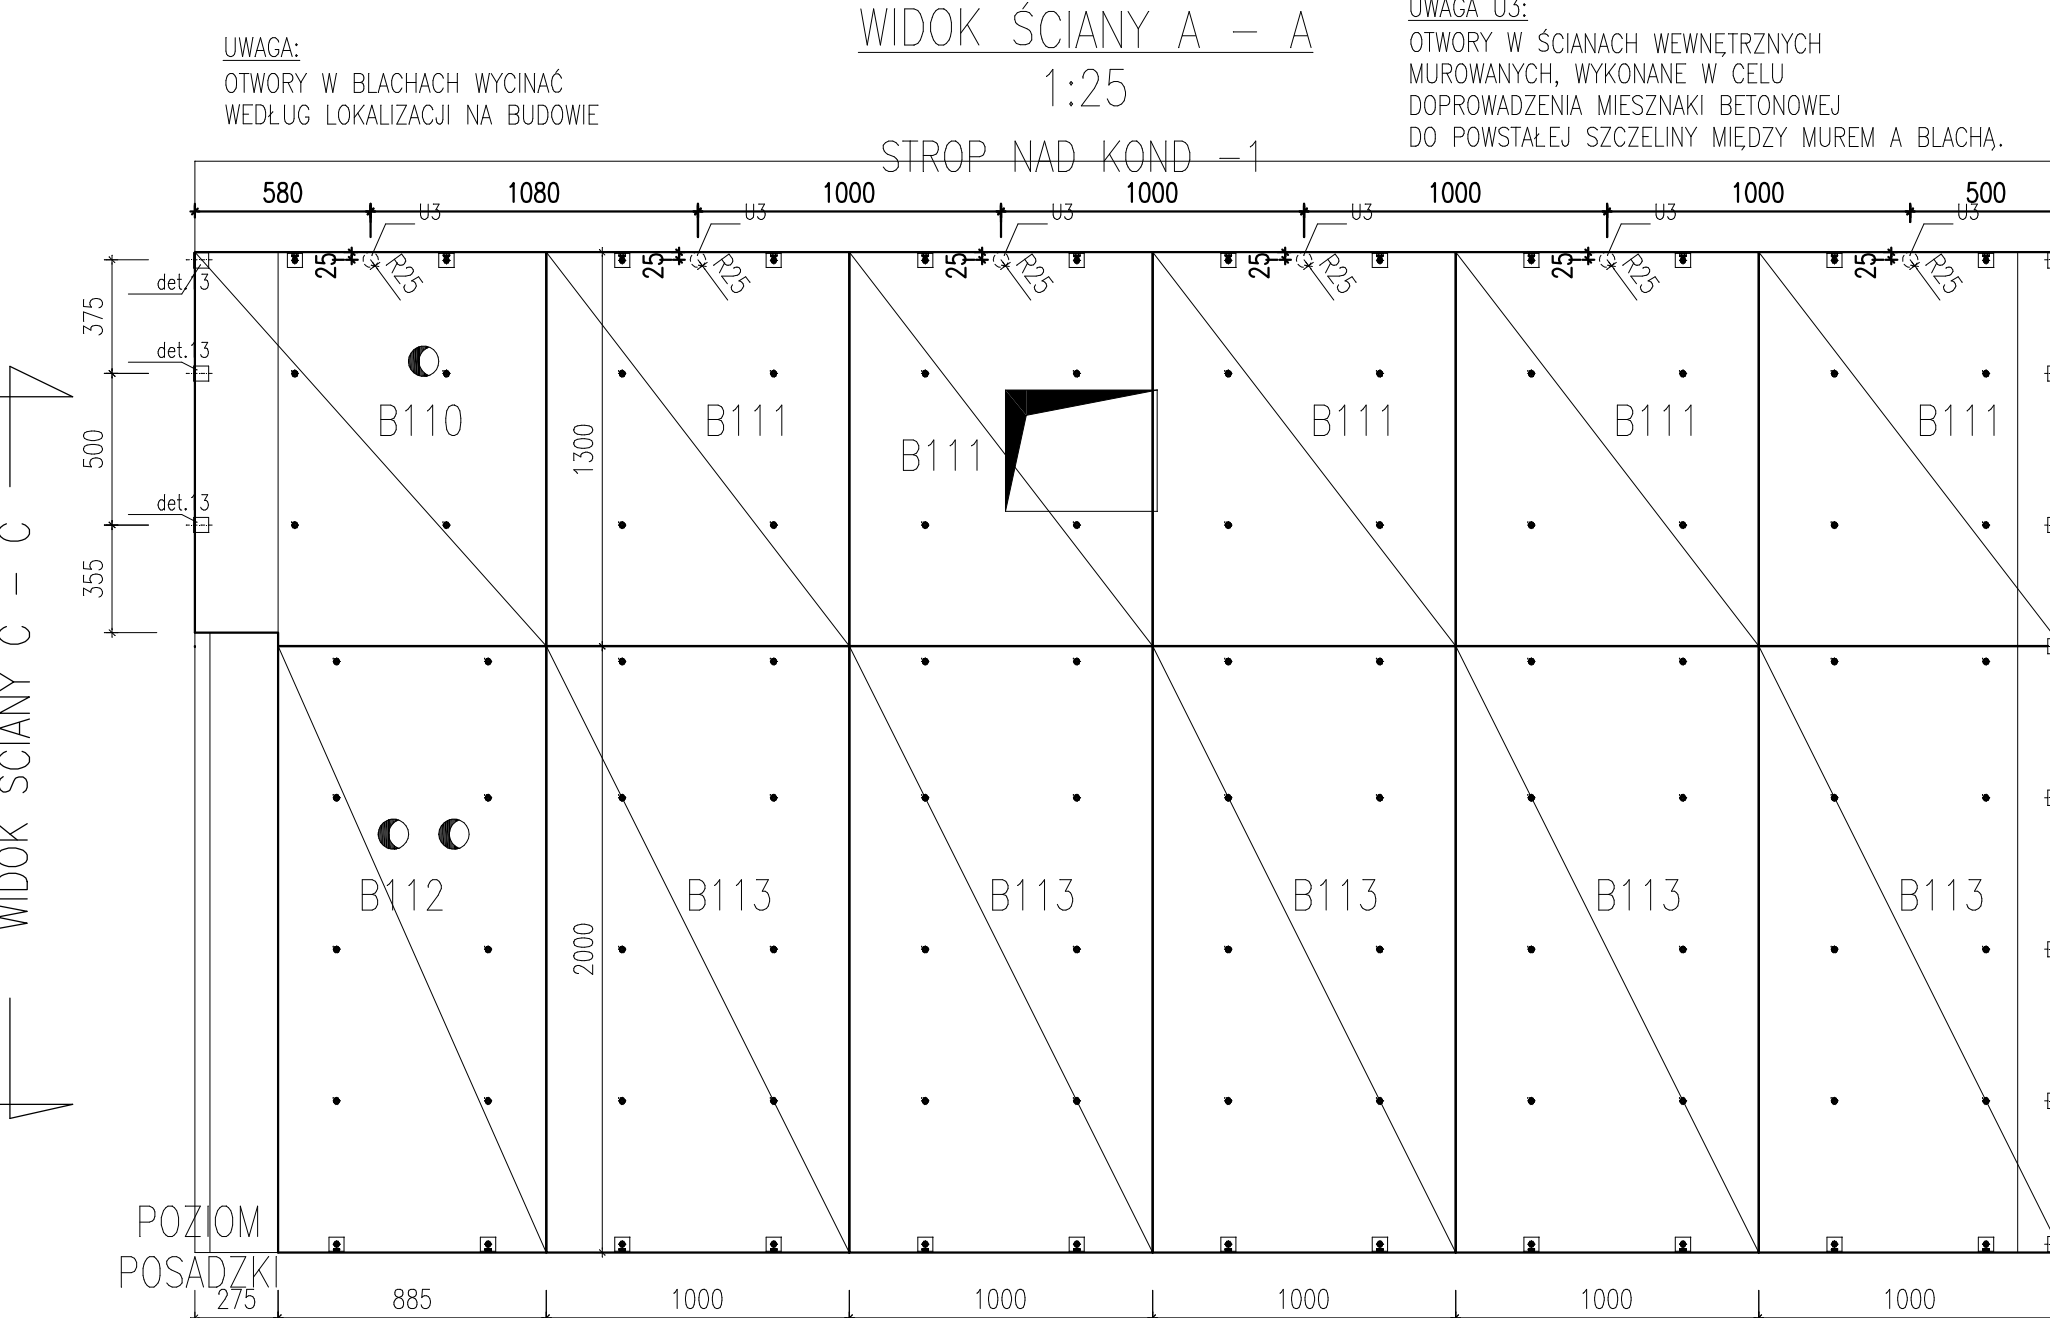 WIDOK ŚCIANY A - A
1:25
STROP NAD KOND -1
UWAGA:
OTWORY W BLACHACH WYCINAĆ
WEDŁUG LOKALIZACJI NA BUDOWIE
UWAGA U3:
OTWORY W ŚCIANACH WEWNĘTRZNYCH
MUROWANYCH, WYKONANE W CELU
DOPROWADZENIA MIESZNAKI BETONOWEJ
DO POWSTAŁEJ SZCZELINY MIĘDZY MUREM A BLACHĄ.
580 1080 1000 1000 1000 1000 500
U3 U3 U3 U3 U3 U3
25 R25 25 R25 25 R25 25 R25 25 R25 25 R25
det.13
375
det.13
B110 B111 B111 B111 B111 B111
500
1300
det.13
355
WIDOK ŚCIANY C - C
B112 B113 B113 B113 B113 B113
2000
POZIOM
POSADZKI
275 885 1000 1000 1000 1000 1000